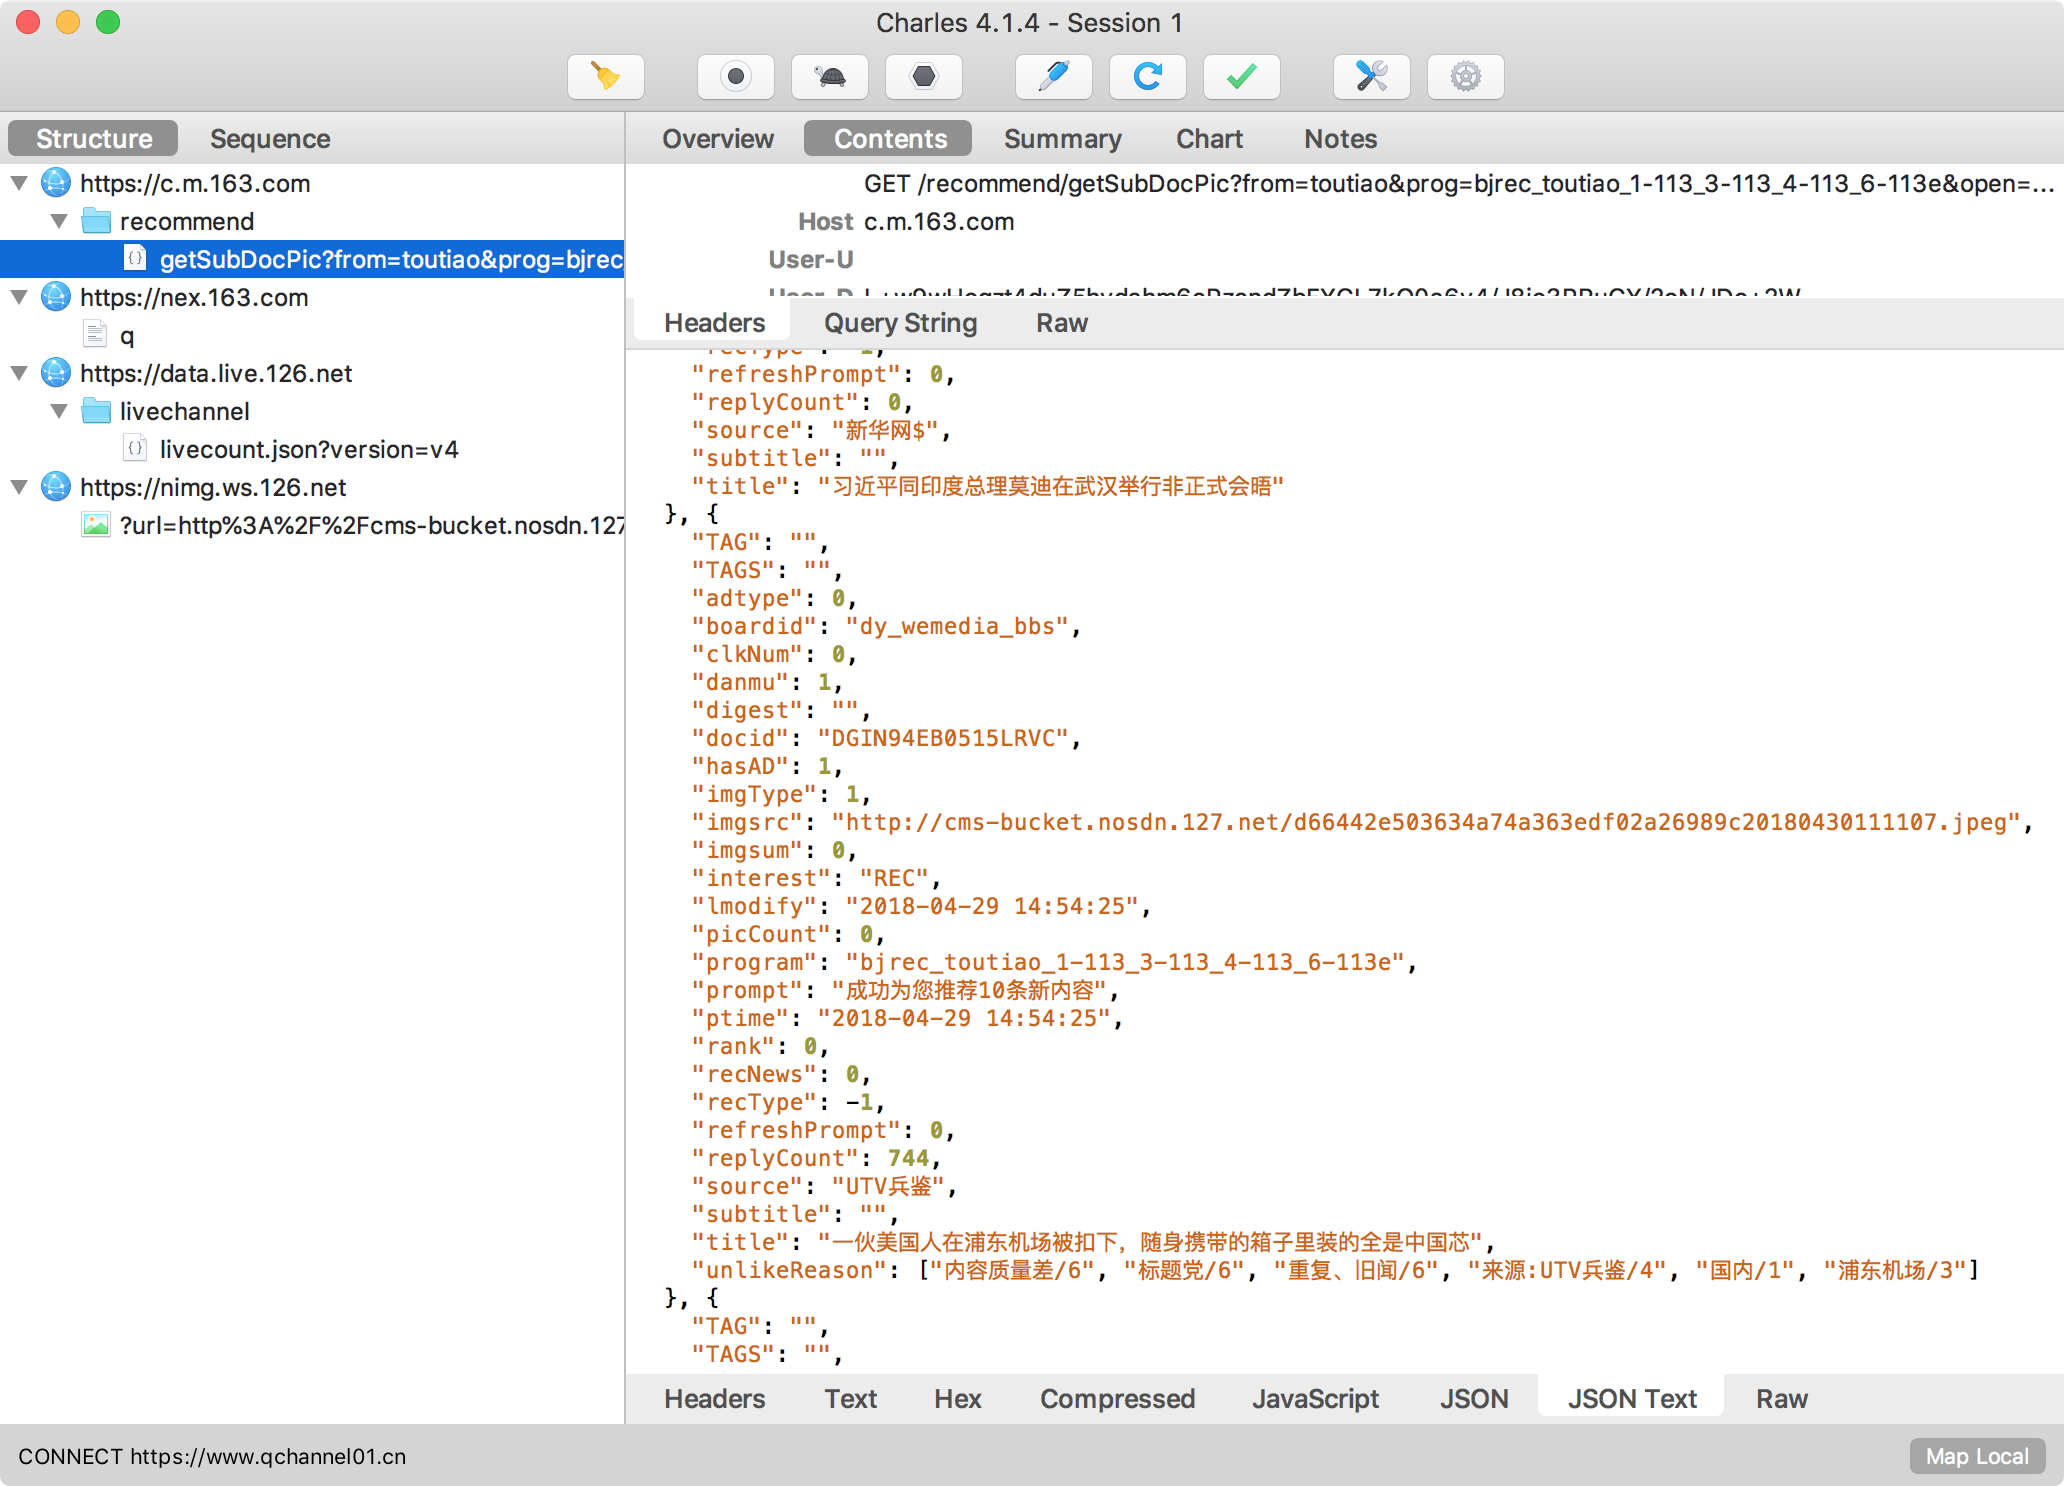 Charles 4.1.4 - Session 1
Structure
Sequence
Overview
Contents
Summary
Chart
Notes
https://c.m.163.com
recommend
getSubDocPic?from=toutiao&prog=bjrec
https://nex.163.com
q
https://data.live.126.net
livechannel
livecount.json?version=v4
https://nimg.ws.126.net
?url=http%3A%2F%2Fcms-bucket.nosdn.127
GET /recommend/getSubDocPic?from=toutiao&prog=bjrec_toutiao_1-113_3-113_4-113_6-113e&open=...
Host c.m.163.com
User-U
Headers
Query String
Raw
"refreshPrompt": 0,
"replyCount": 0,
"source": "新华网$",
"subtitle": "",
"title": "习近平同印度总理莫迪在武汉举行非正式会晤"
}, {
"TAG": "",
"TAGS": "",
"adtype": 0,
"boardid": "dy_wemedia_bbs",
"clkNum": 0,
"danmu": 1,
"digest": "",
"docid": "DGIN94EB0515LRVC",
"hasAD": 1,
"imgType": 1,
"imgsrc": "http://cms-bucket.nosdn.127.net/d66442e503634a74a363edf02a26989c20180430111107.jpeg",
"imgsum": 0,
"interest": "REC",
"lmodify": "2018-04-29 14:54:25",
"picCount": 0,
"program": "bjrec_toutiao_1-113_3-113_4-113_6-113e",
"prompt": "成功为您推荐10条新内容",
"ptime": "2018-04-29 14:54:25",
"rank": 0,
"recNews": 0,
"recType": -1,
"refreshPrompt": 0,
"replyCount": 744,
"source": "UTV兵鉴",
"subtitle": "",
"title": "一伙美国人在浦东机场被扣下，随身携带的箱子里装的全是中国芯",
"unlikeReason": ["内容质量差/6", "标题党/6", "重复、旧闻/6", "来源:UTV兵鉴/4", "国内/1", "浦东机场/3"]
}, {
"TAG": "",
"TAGS": "",
Headers
Text
Hex
Compressed
JavaScript
JSON
JSON Text
Raw
CONNECT https://www.qchannel01.cn
Map Local